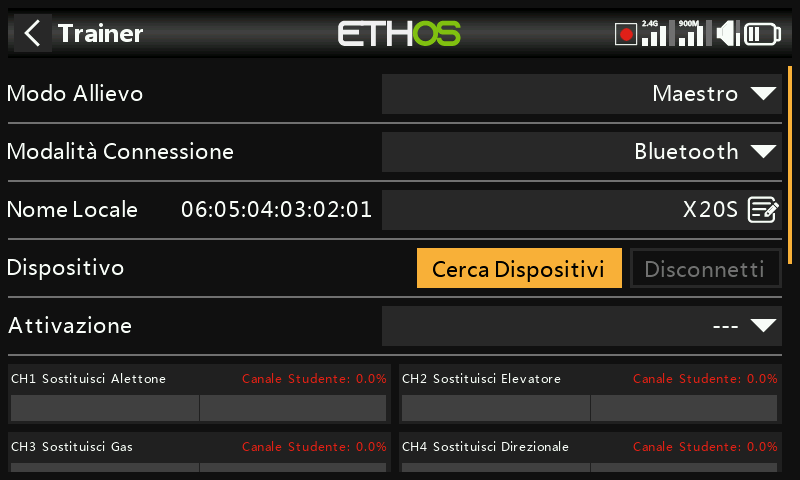 Trainer ETHOS 2.4G 900M
Modo Allievo Maestro
Modalità Connessione Bluetooth
Nome Locale 06:05:04:03:02:01 X20S
Dispositivo Cerca Dispositivi Disconnetti
Attivazione ---
CH1 Sostituisci Alettone Canale Studente: 0.0% CH2 Sostituisci Elevatore Canale Studente: 0.0%
CH3 Sostituisci Gas Canale Studente: 0.0% CH4 Sostituisci Direzionale Canale Studente: 0.0%